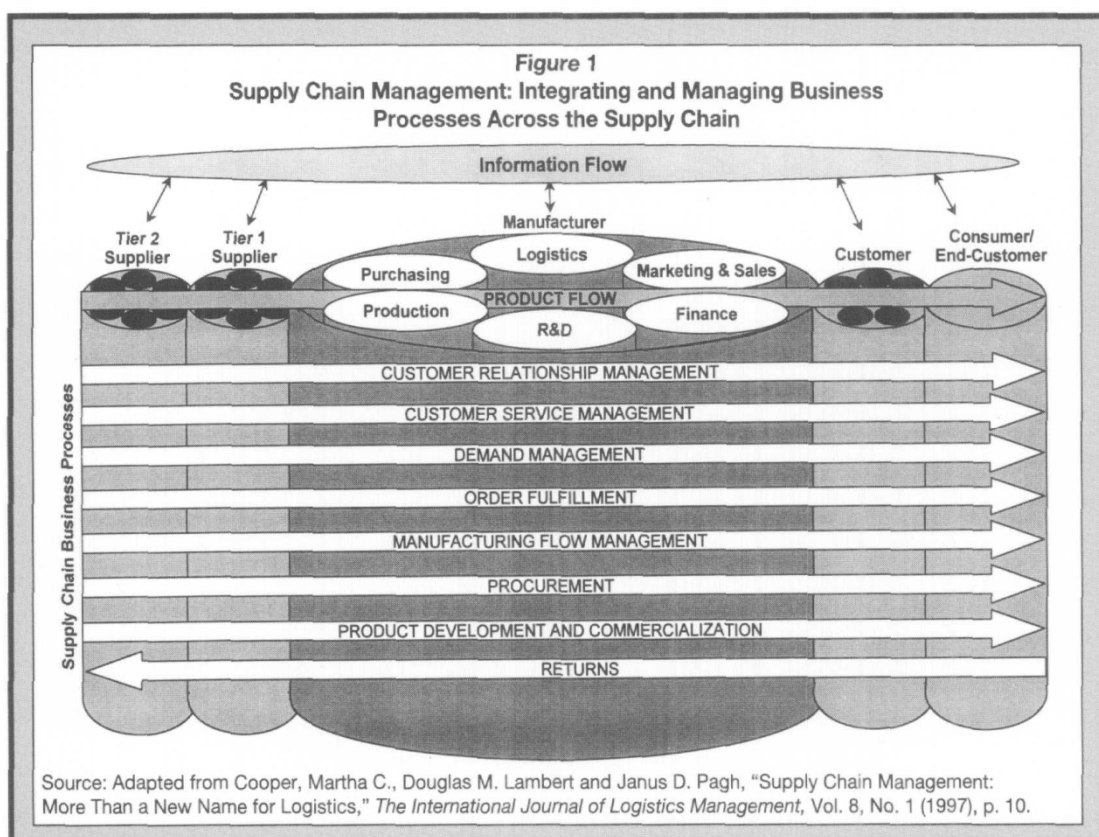 Figure 1
Supply Chain Management: Integrating and Managing Business
Processes Across the Supply Chain
Information Flow
Tier 2
Supplier
Tier 1
Supplier
Manufacturer
Customer
Consumer/
End-Customer
Purchasing
Logistics
Marketing & Sales
PRODUCT FLOW
Production
R&D
Finance
Supply Chain Business Processes
CUSTOMER RELATIONSHIP MANAGEMENT
CUSTOMER SERVICE MANAGEMENT
DEMAND MANAGEMENT
ORDER FULFILLMENT
MANUFACTURING FLOW MANAGEMENT
PROCUREMENT
PRODUCT DEVELOPMENT AND COMMERCIALIZATION
RETURNS
Source: Adapted from Cooper, Martha C., Douglas M. Lambert and Janus D. Pagh, “Supply Chain Management:
More Than a New Name for Logistics,” The International Journal of Logistics Management, Vol. 8, No. 1 (1997), p. 10.